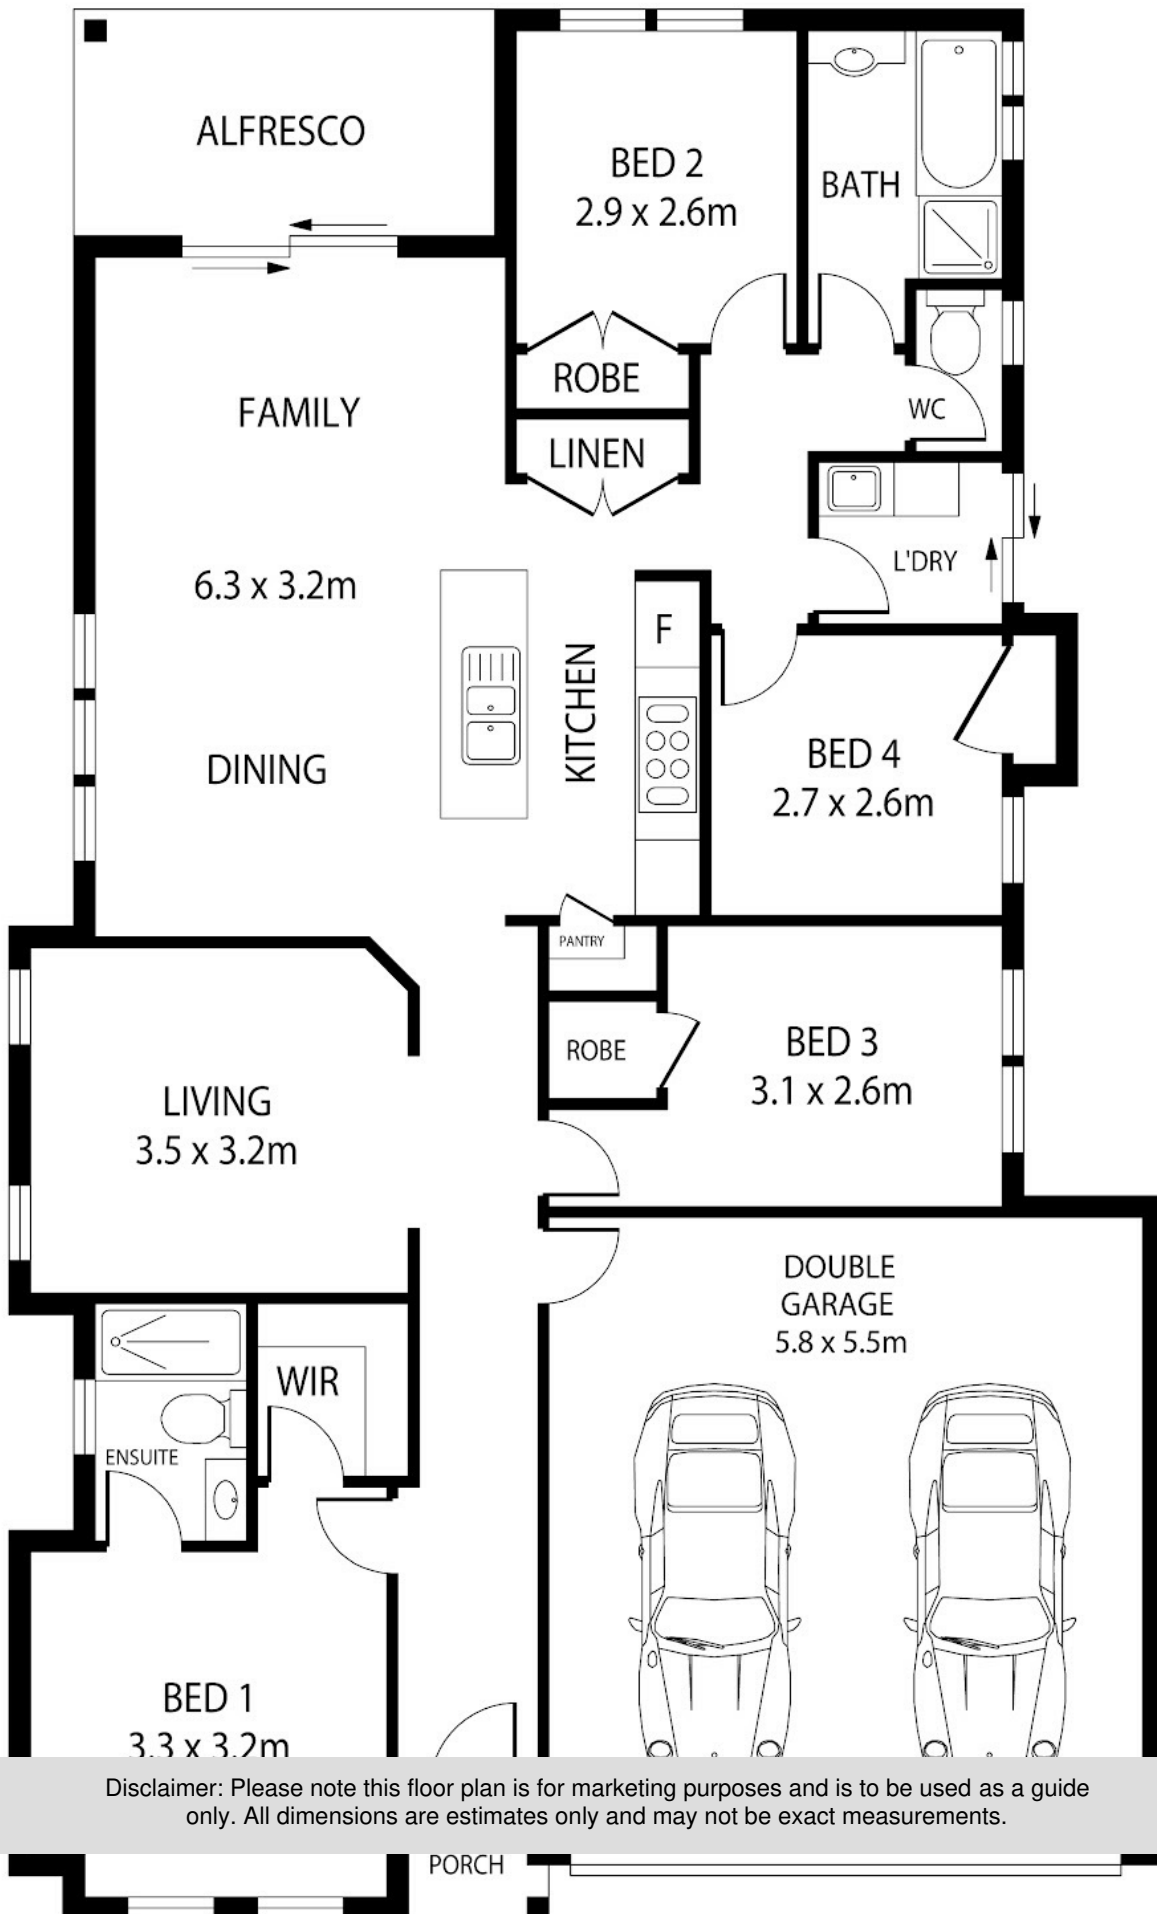 ALFRESCO
BED 2
2.9 x 2.6m
BATH
ROBE
LINEN
WC
FAMILY
6.3 x 3.2m
L'DRY
F
KITCHEN
DINING
BED 4
2.7 x 2.6m
PANTRY
ROBE
BED 3
3.1 x 2.6m
LIVING
3.5 x 3.2m
DOUBLE
GARAGE
5.8 x 5.5m
WIR
ENSUITE
BED 1
3.3 x 3.2m
Disclaimer: Please note this floor plan is for marketing purposes and is to be used as a guide
only. All dimensions are estimates only and may not be exact measurements.
PORCH